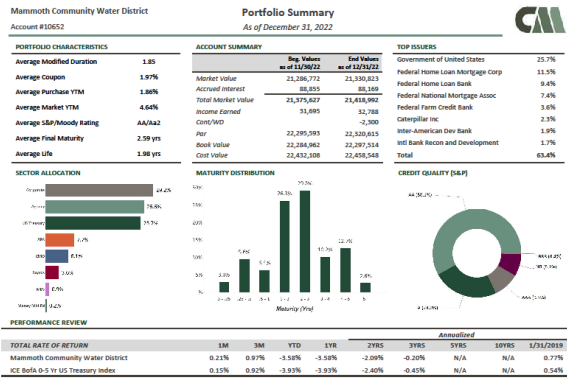 Mammoth Community Water District
Account #10652
Portfolio Summary
As of December 31, 2022
PORTFOLIO CHARACTERISTICS
Average Modified Duration 1.85
Average Coupon 1.97%
Average Purchase YTM 1.86%
Average Market YTM 4.64%
Average S&P/Moody Rating AA/Aa2
Average Final Maturity 2.59 yrs
Average Life 1.98 yrs
ACCOUNT SUMMARY
Beg. Values as of 11/30/22
End Values as of 12/31/22
Market Value 21,286,772 21,330,823
Accrued Interest 88,855 88,169
Total Market Value 21,375,627 21,418,992
Income Earned 31,695 32,788
Cont/WD -2,300
Par 22,295,593 22,320,615
Book Value 22,284,962 22,297,514
Cost Value 22,432,108 22,458,548
TOP ISSUERS
Government of United States 25.7%
Federal Home Loan Mortgage Corp 11.5%
Federal Home Loan Bank 9.4%
Federal National Mortgage Assoc 7.4%
Federal Farm Credit Bank 3.6%
Caterpillar Inc 2.3%
Inter-American Dev Bank 1.9%
Intl Bank Recon and Development 1.7%
Total 63.4%
SECTOR ALLOCATION
MATURITY DISTRIBUTION
Maturity (Yrs)
CREDIT QUALITY (S&P)
PERFORMANCE REVIEW
Annualized
TOTAL RATE OF RETURN 1M 3M YTD 1YR 2YRS 3YRS 5YRS 10YRS 1/31/2019
Mammoth Community Water District 0.21% 0.97% -3.58% -3.58% -2.09% -0.20% N/A N/A 0.77%
ICE BofA 0-5 Yr US Treasury Index 0.15% 0.92% -3.93% -3.93% -2.40% -0.45% N/A N/A 0.54%